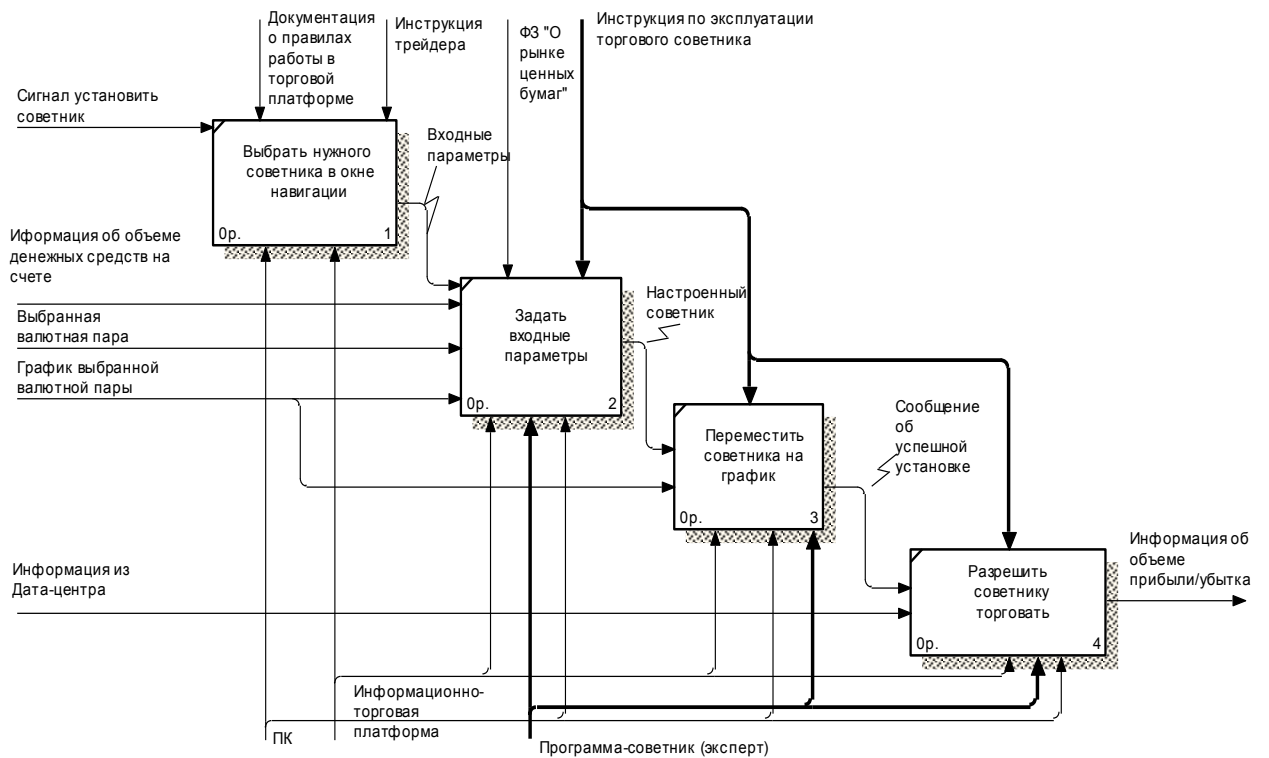 Документация
о правилах
работы в
торговой
платформе
Инструкция
трейдера
ФЗ "О
рынке
ценных
бумаг"
Инструкция по эксплуатации
торгового советника
Сигнал установить
советник
Выбрать нужного
советника в окне
навигации
0р.
1
Входные
параметры
Иформация об объеме
денежных средств на
счете
Выбранная
валютная пара
График выбранной
валютной пары
Задать
входные
параметры
0р.
2
Настроенный
советник
Переместить
советника на
график
0р.
3
Сообщение
об
успешной
установке
Информация из
Дата-центра
Разрешить
советнику
торговать
0р.
4
Информация об
объеме
прибыли/убытка
Информационно-
торговая
платформа
ПК
Программа-советник (эксперт)